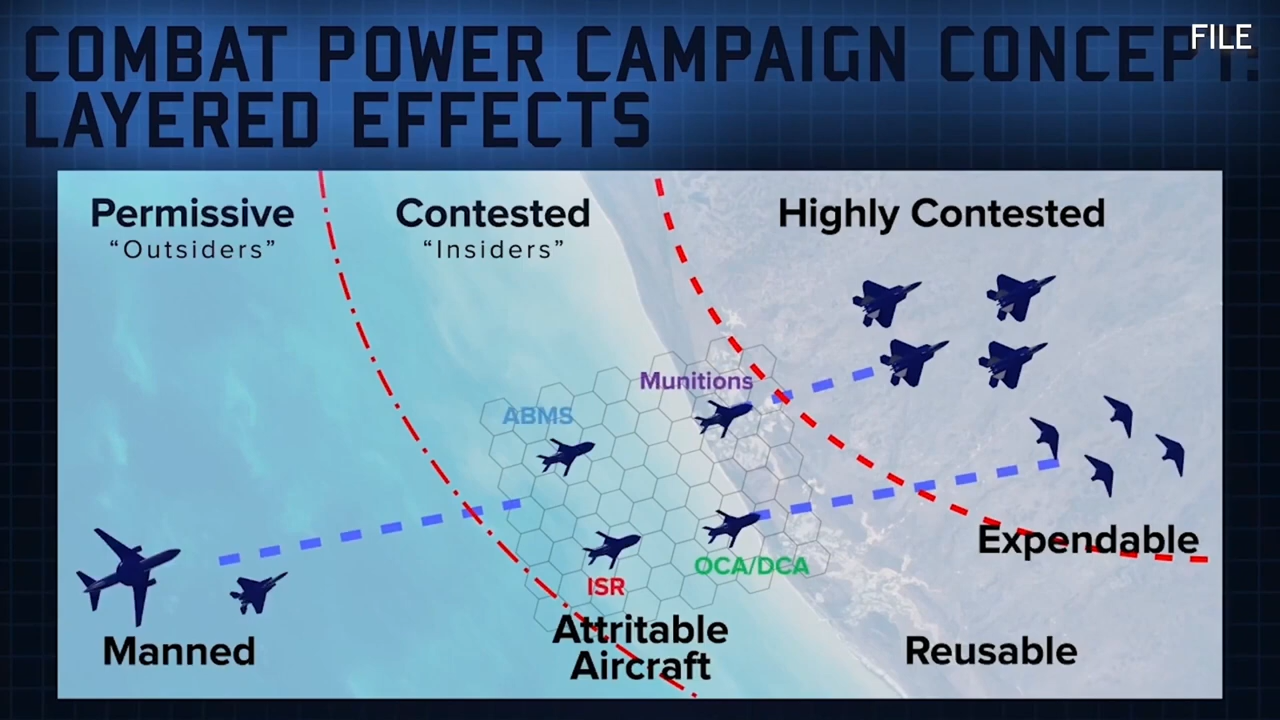 COMBAT POWER CAMPAIGN CONCEPT:
FILE
LAYERED EFFECTS
Permissive
"Outsiders"
Contested
"Insiders"
Highly Contested
Munitions
ABMS
OCA/DCA
ISR
Expendable
Manned
Attritable
Aircraft
Reusable